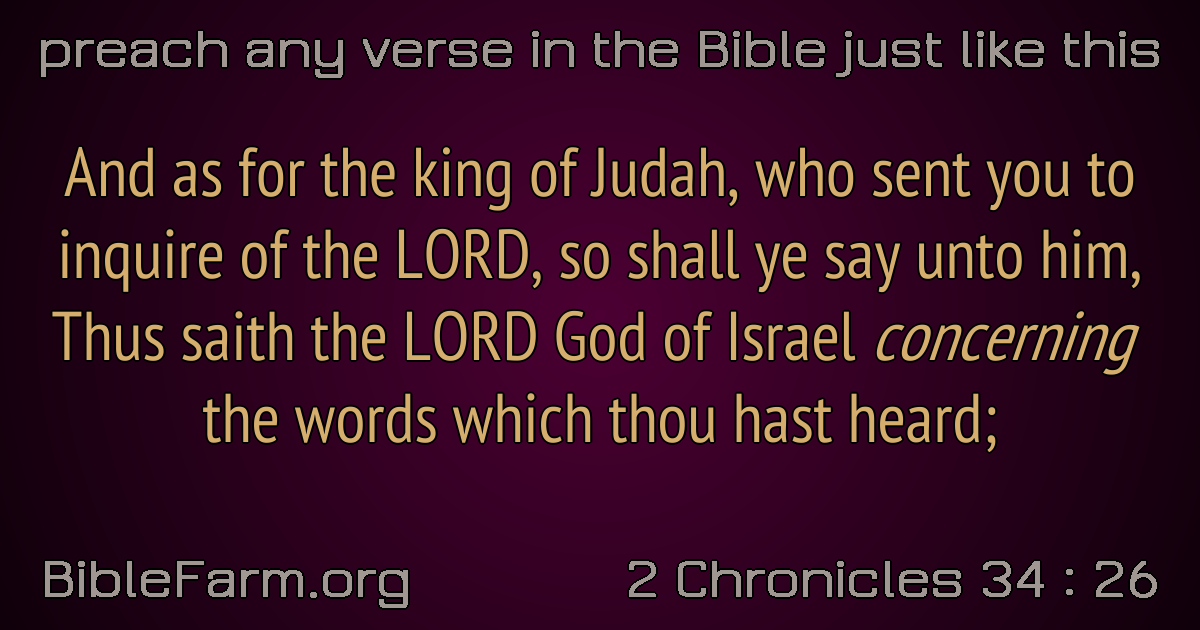 preach any verse in the Bible just like this
And as for the king of Judah, who sent you to
inquire of the LORD, so shall ye say unto him,
Thus saith the LORD God of Israel concerning
the words which thou hast heard;
BibleFarm.org
2 Chronicles 34 : 26